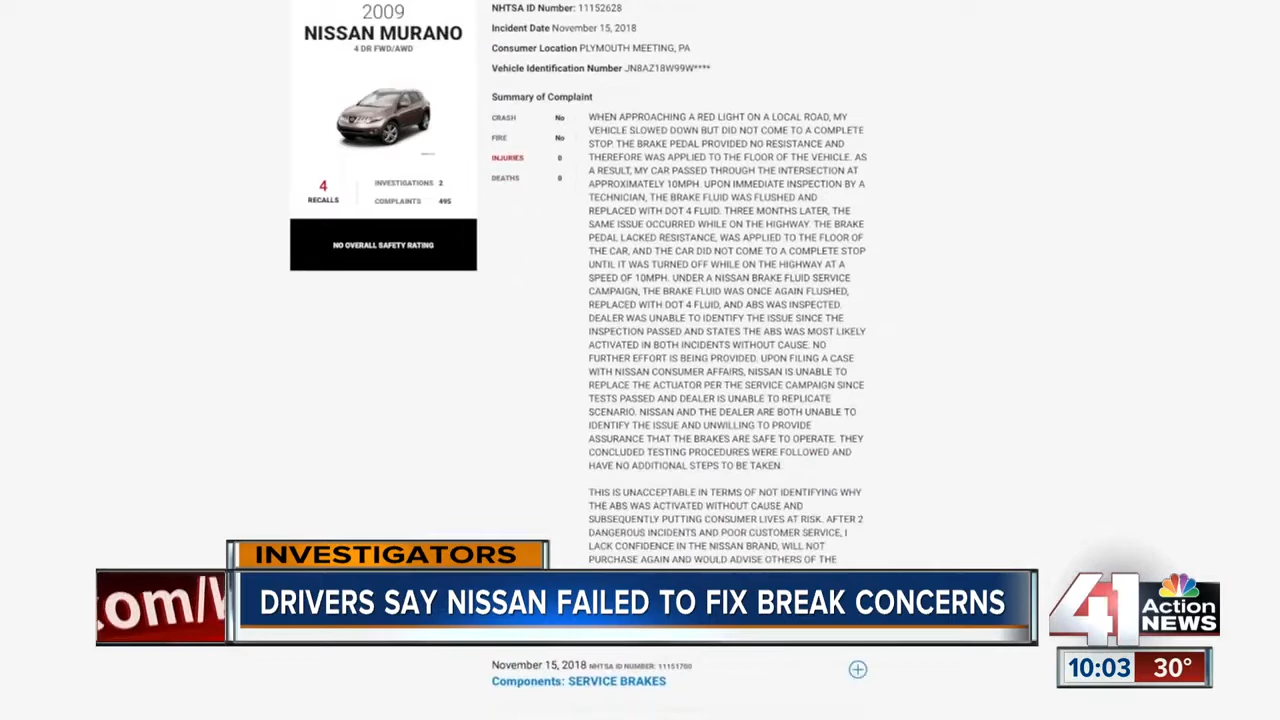 2009
NISSAN MURANO
4 DR FWD/AWD
4
RECALLS
INVESTIGATIONS 2
COMPLAINTS 495
NO OVERALL SAFETY RATING
NHTSA ID Number: 11152628
Incident Date November 15, 2018
Consumer Location PLYMOUTH MEETING, PA
Vehicle Identification Number JN8AZ18W99W****
Summary of Complaint
CRASH No
FIRE No
INJURIES 0
DEATHS 0
WHEN APPROACHING A RED LIGHT ON A LOCAL ROAD, MY
VEHICLE SLOWED DOWN BUT DID NOT COME TO A COMPLETE
STOP. THE BRAKE PEDAL PROVIDED NO RESISTANCE AND
THEREFORE WAS APPLIED TO THE FLOOR OF THE VEHICLE. AS
A RESULT, MY CAR PASSED THROUGH THE INTERSECTION AT
APPROXIMATELY 10MPH. UPON IMMEDIATE INSPECTION BY A
TECHNICIAN, THE BRAKE FLUID WAS FLUSHED AND
REPLACED WITH DOT 4 FLUID. THREE MONTHS LATER, THE
SAME ISSUE OCCURRED WHILE ON THE HIGHWAY. THE BRAKE
PEDAL LACKED RESISTANCE, WAS APPLIED TO THE FLOOR OF
THE CAR, AND THE CAR DID NOT COME TO A COMPLETE STOP
UNTIL IT WAS TURNED OFF WHILE ON THE HIGHWAY AT A
SPEED OF 10MPH. UNDER A NISSAN BRAKE FLUID SERVICE
CAMPAIGN, THE BRAKE FLUID WAS ONCE AGAIN FLUSHED,
REPLACED WITH DOT 4 FLUID, AND ABS WAS INSPECTED.
DEALER WAS UNABLE TO IDENTIFY THE ISSUE SINCE THE
INSPECTION PASSED AND STATES THE ABS WAS MOST LIKELY
ACTIVATED IN BOTH INCIDENTS WITHOUT CAUSE. NO
FURTHER EFFORT IS BEING PROVIDED. UPON FILING A CASE
WITH NISSAN CONSUMER AFFAIRS, NISSAN IS UNABLE TO
REPLACE THE ACTUATOR PER THE SERVICE CAMPAIGN SINCE
TESTS PASSED AND DEALER IS UNABLE TO REPLICATE
SCENARIO. NISSAN AND THE DEALER ARE BOTH UNABLE TO
IDENTIFY THE ISSUE AND UNWILLING TO PROVIDE
ASSURANCE THAT THE BRAKES ARE SAFE TO OPERATE. THEY
CONCLUDED TESTING PROCEDURES WERE FOLLOWED AND
HAVE NO ADDITIONAL STEPS TO BE TAKEN.
THIS IS UNACCEPTABLE IN TERMS OF NOT IDENTIFYING WHY
THE ABS WAS ACTIVATED WITHOUT CAUSE AND
SUBSEQUENTLY PUTTING CONSUMER LIVES AT RISK. AFTER 2
DANGEROUS INCIDENTS AND POOR CUSTOMER SERVICE, I
LACK CONFIDENCE IN THE NISSAN BRAND, WILL NOT
PURCHASE AGAIN AND WOULD ADVISE OTHERS OF THE
INVESTIGATORS
.com/
DRIVERS SAY NISSAN FAILED TO FIX BREAK CONCERNS
41 Action NEWS
10:03 30°
November 15, 2018 NHTSA ID NUMBER: 11151760
Components: SERVICE BRAKES